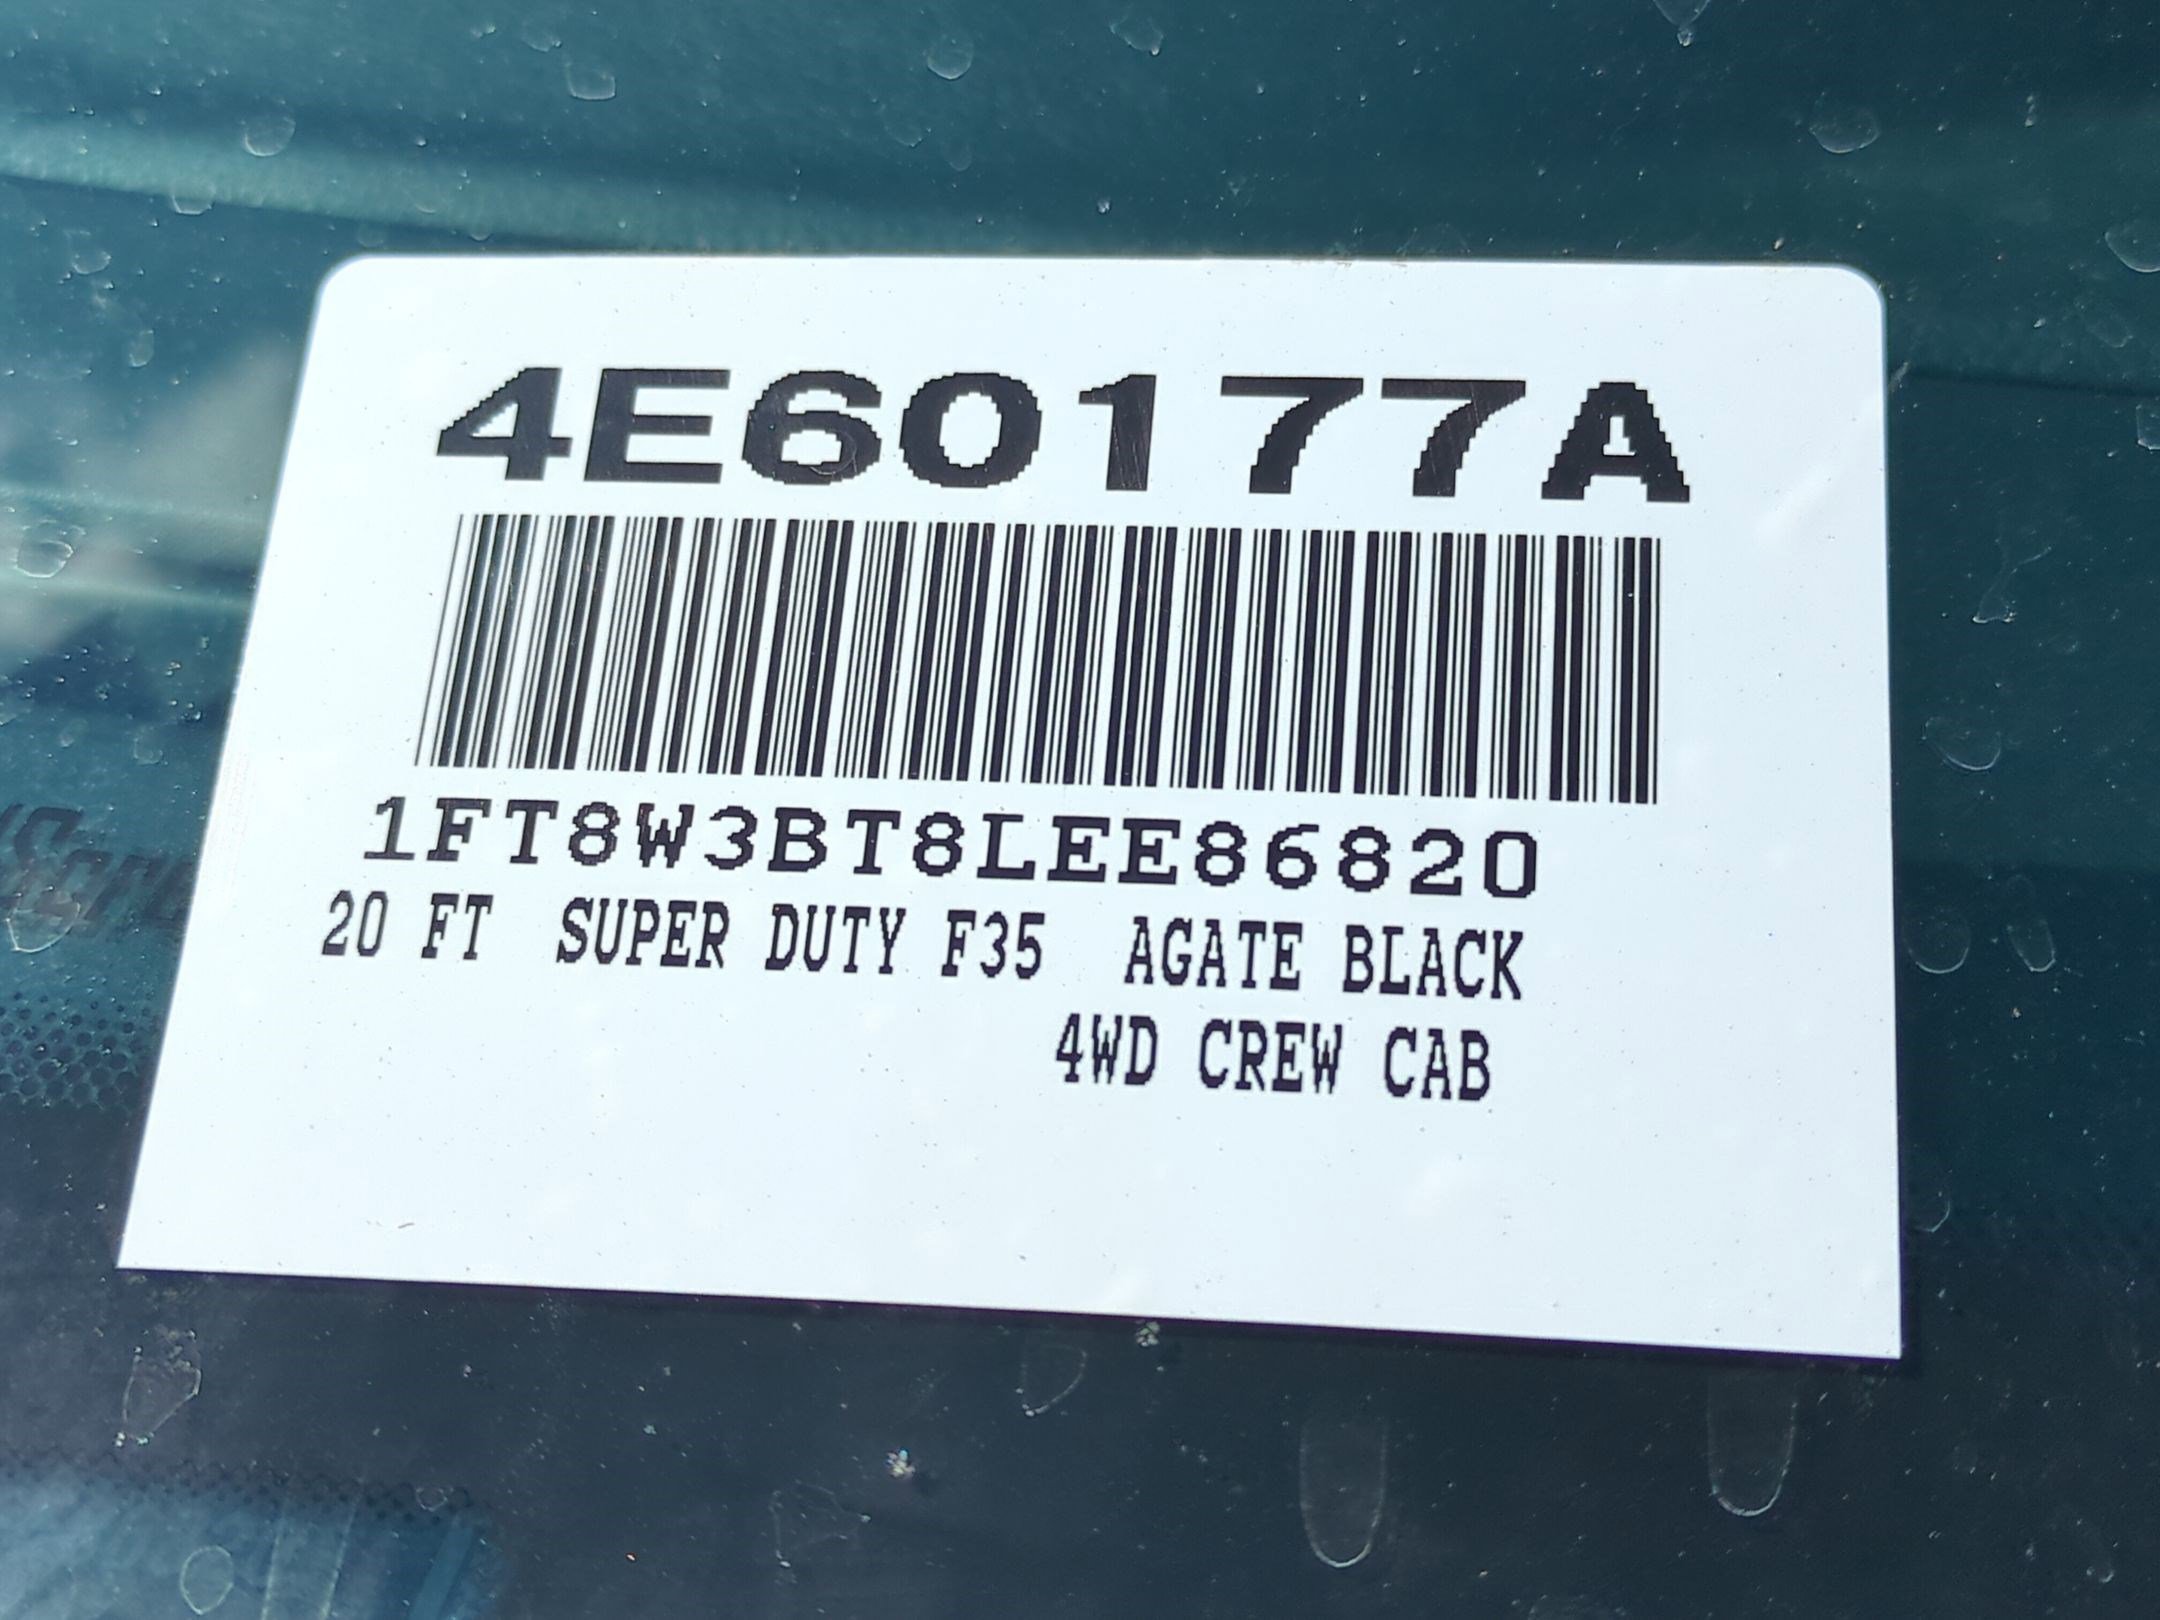 4E60177A
1FT8W3BT8LEE86820
20 FT SUPER DUTY F35 AGATE BLACK
4WD CREW CAB